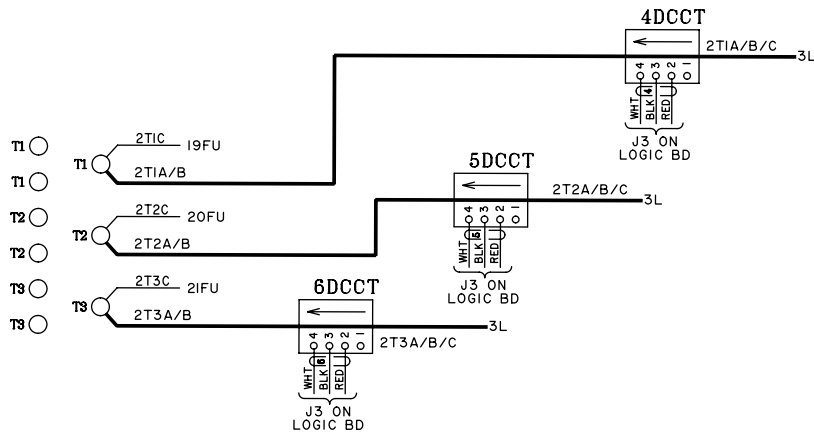 4DCCT
2T1A/B/C
3L
4 3 2 1
WHT
BLK
4
RED
J3 ON
LOGIC BD
T1
T1
T2
T2
T3
T3
T1
2T1C
19FU
2T1A/B
5DCCT
2T2A/B/C
3L
4 3 2 1
WHT
BLK
5
RED
J3 ON
LOGIC BD
T2
2T2C
20FU
2T2A/B
T3
2T3C
21FU
2T3A/B
6DCCT
3L
2T3A/B/C
4 3 2 1
WHT
BLK
6
RED
J3 ON
LOGIC BD